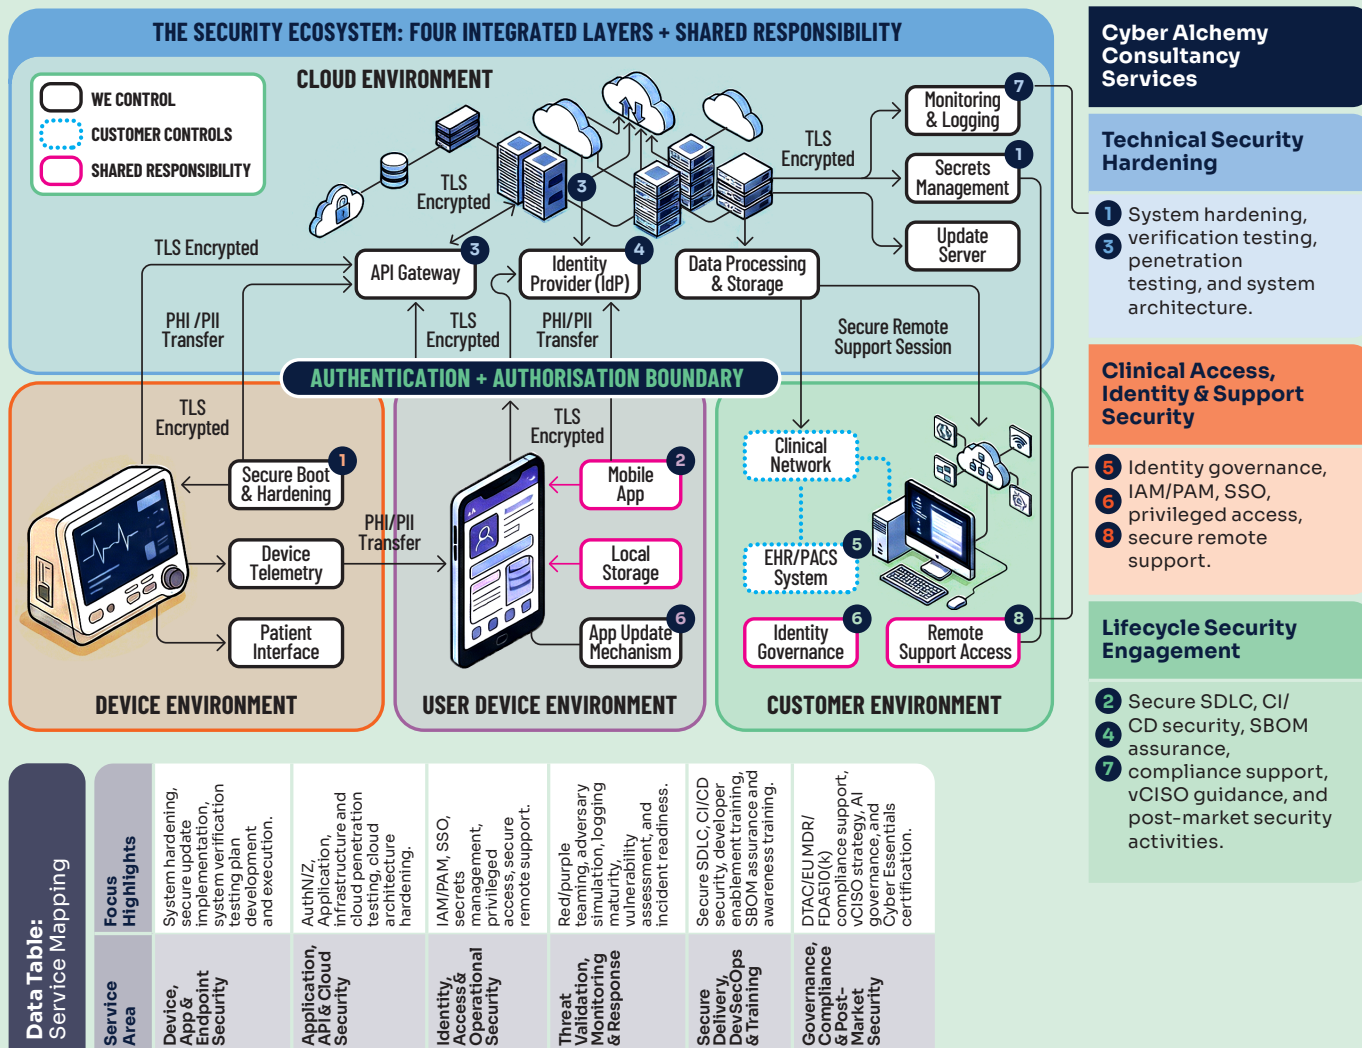 THE SECURITY ECOSYSTEM: FOUR INTEGRATED LAYERS + SHARED RESPONSIBILITY
CLOUD ENVIRONMENT
WE CONTROL
CUSTOMER CONTROLS
SHARED RESPONSIBILITY
TLS
Encrypted
3
TLS
Encrypted
Monitoring
& Logging
7
Secrets
Management
1
Update
Server
TLS Encrypted
API Gateway
3
Identity
Provider (IdP)
4
Data Processing
& Storage
PHI /PII
Transfer
TLS
Encrypted
PHI/PII
Transfer
Secure Remote
Support Session
AUTHENTICATION + AUTHORISATION BOUNDARY
TLS
Encrypted
Secure Boot
& Hardening
1
Device
Telemetry
Patient
Interface
DEVICE ENVIRONMENT
PHI/PII
Transfer
TLS
Encrypted
Mobile
App
2
Local
Storage
App Update
Mechanism
6
USER DEVICE ENVIRONMENT
Clinical
Network
EHR/PACS
System
5
Identity
Governance
6
Remote
Support Access
8
CUSTOMER ENVIRONMENT
Cyber Alchemy
Consultancy
Services
Technical Security
Hardening
1
3
System hardening,
verification testing,
penetration
testing, and system
architecture.
Clinical Access,
Identity & Support
Security
5
6
8
Identity governance,
IAM/PAM, SSO,
privileged access,
secure remote
support.
Lifecycle Security
Engagement
2
4
7
Secure SDLC, CI/
CD security, SBOM
assurance,
compliance support,
vCISO guidance, and
post-market security
activities.
Data Table:
Service Mapping
Service
Area
Focus
Highlights
Device,
App &
Endpoint
Security
System hardening,
secure update
implementation,
system verification
testing plan
development
and execution.
Application,
API & Cloud
Security
AuthN/Z,
Application,
infrastructure and
cloud penetration
testing, cloud
architecture
hardening.
Identity,
Access &
Operational
Security
IAM/PAM, SSO,
secrets
management,
privileged
access, secure
remote support.
Threat
Validation,
Monitoring
& Response
Red/purple
teaming, adversary
simulation, logging
maturity,
vulnerability
assessment, and
incident readiness.
Secure
Delivery,
DevSecOps
& Training
Secure SDLC, CI/CD
security, developer
enablement training,
SBOM assurance and
awareness training.
Governance,
Compliance
& Post-
Market
Security
DTAC/EU MDR/
FDA510(k)
compliance support,
vCISO strategy, AI
governance, and
Cyber Essentials
certification.